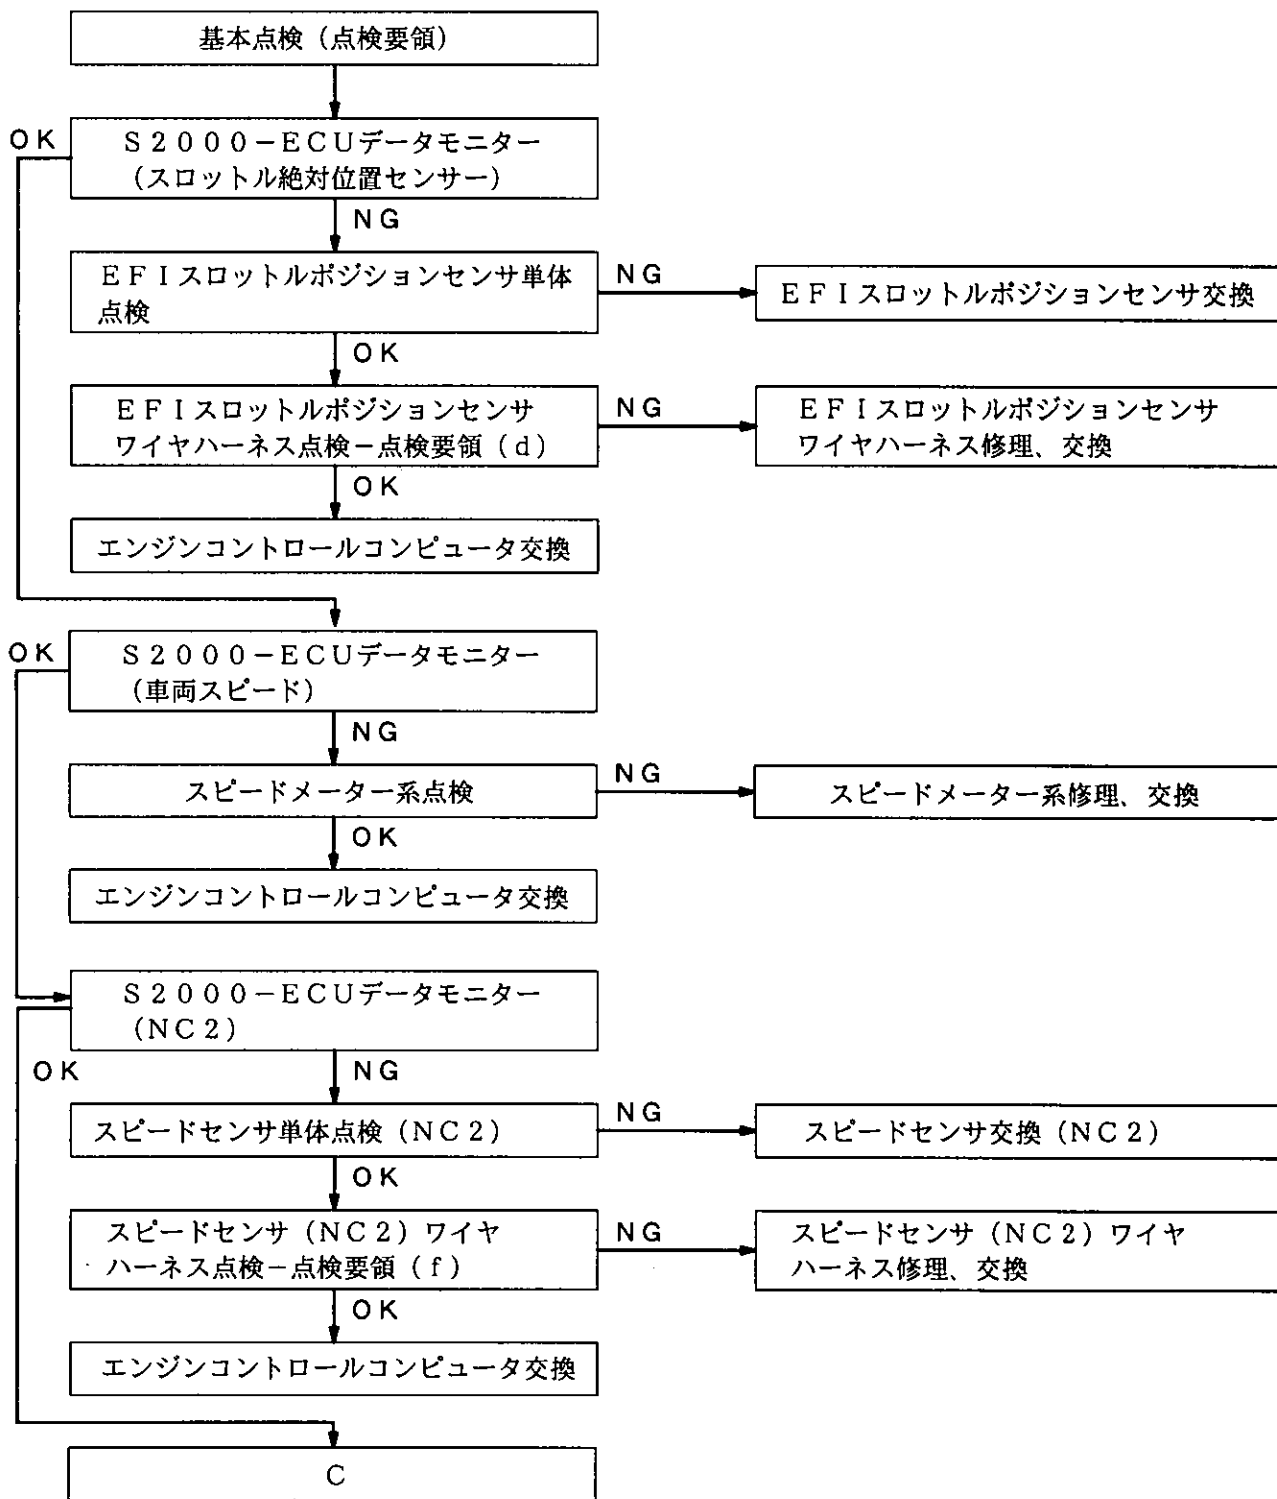 基本点検（点検要領）
OK
S2000－ECUデータモニター
（スロットル絶対位置センサー）
NG
EFIスロットルポジションセンサ単体
点検
NG
EFIスロットルポジションセンサ交換
OK
EFIスロットルポジションセンサ
ワイヤハーネス点検－点検要領（d）
NG
EFIスロットルポジションセンサ
ワイヤハーネス修理、交換
OK
エンジンコントロールコンピュータ交換
OK
S2000－ECUデータモニター
（車両スピード）
NG
スピードメーター系点検
NG
スピードメーター系修理、交換
OK
エンジンコントロールコンピュータ交換
S2000－ECUデータモニター
（NC2）
OK
NG
スピードセンサ単体点検（NC2）
NG
スピードセンサ交換（NC2）
OK
スピードセンサ（NC2）ワイヤ
ハーネス点検－点検要領（f）
NG
スピードセンサ（NC2）ワイヤ
ハーネス修理、交換
OK
エンジンコントロールコンピュータ交換
C